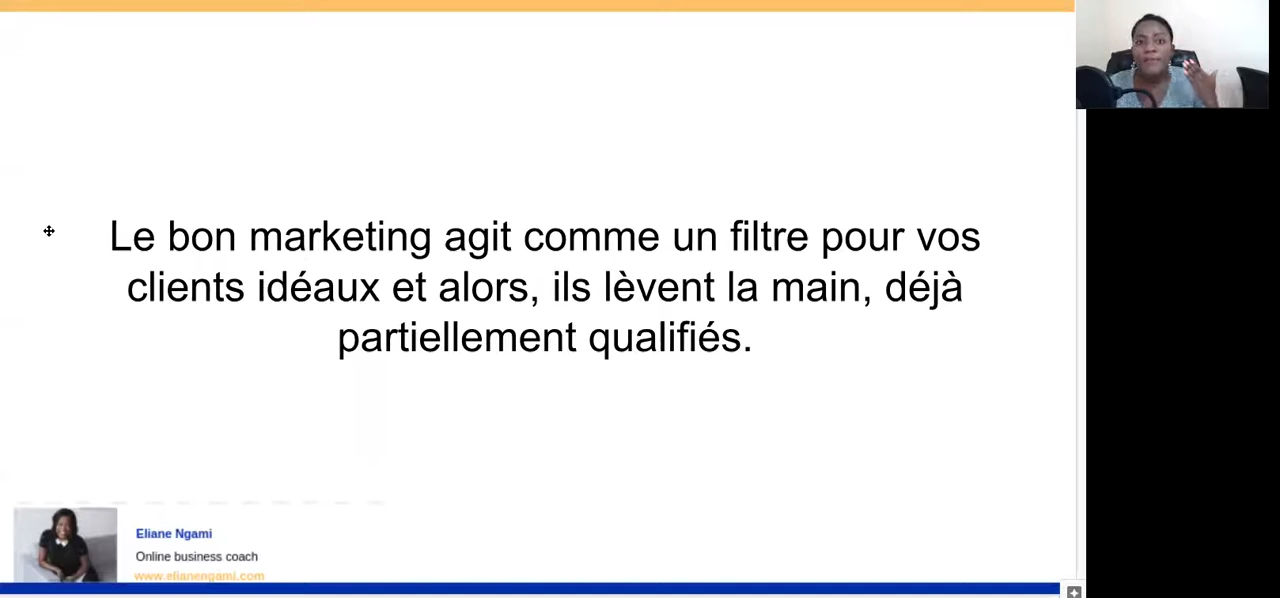 Le bon marketing agit comme un filtre pour vos
clients idéaux et alors, ils lèvent la main, déjà
partiellement qualifiés.
Eliane Ngami
Online business coach
www.elianengami.com